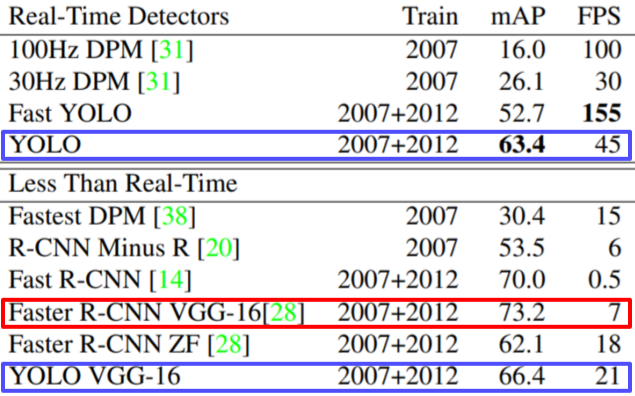 Real-Time Detectors Train mAP FPS
100Hz DPM [31] 2007 16.0 100
30Hz DPM [31] 2007 26.1 30
Fast YOLO 2007+2012 52.7 155
YOLO 2007+2012 63.4 45
Less Than Real-Time
Fastest DPM [38] 2007 30.4 15
R-CNN Minus R [20] 2007 53.5 6
Fast R-CNN [14] 2007+2012 70.0 0.5
Faster R-CNN VGG-16[28] 2007+2012 73.2 7
Faster R-CNN ZF [28] 2007+2012 62.1 18
YOLO VGG-16 2007+2012 66.4 21